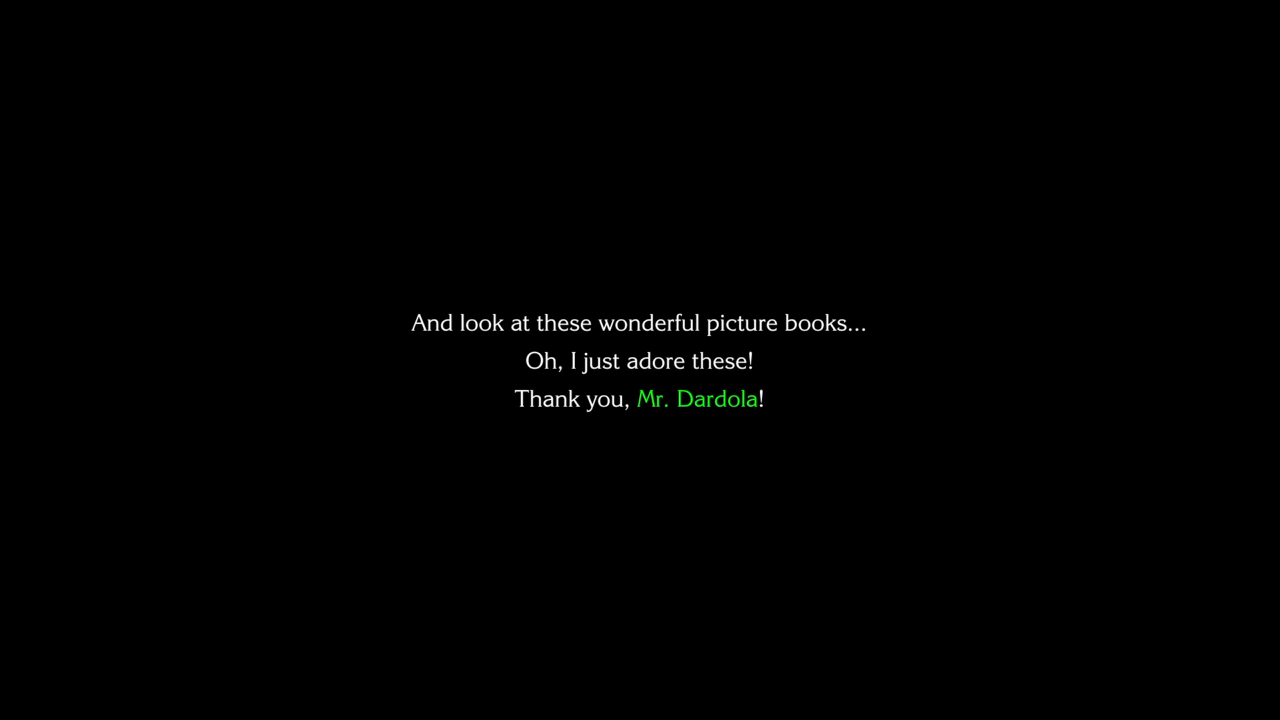 And look at these wonderful picture books...
Oh, I just adore these!
Thank you, Mr. Dardola!